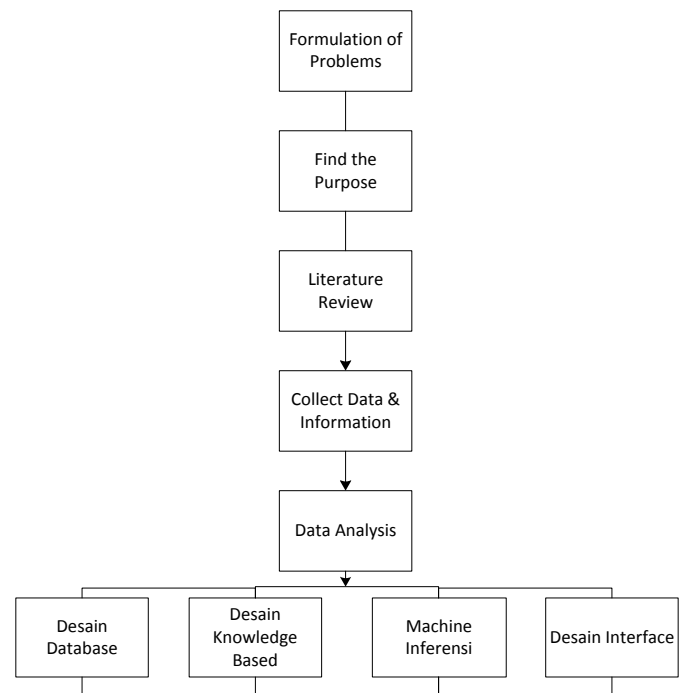 Formulation of
Problems
Find the
Purpose
Literature
Review
Collect Data &
Information
Data Analysis
Desain
Database
Desain
Knowledge
Based
Machine
Inferensi
Desain Interface